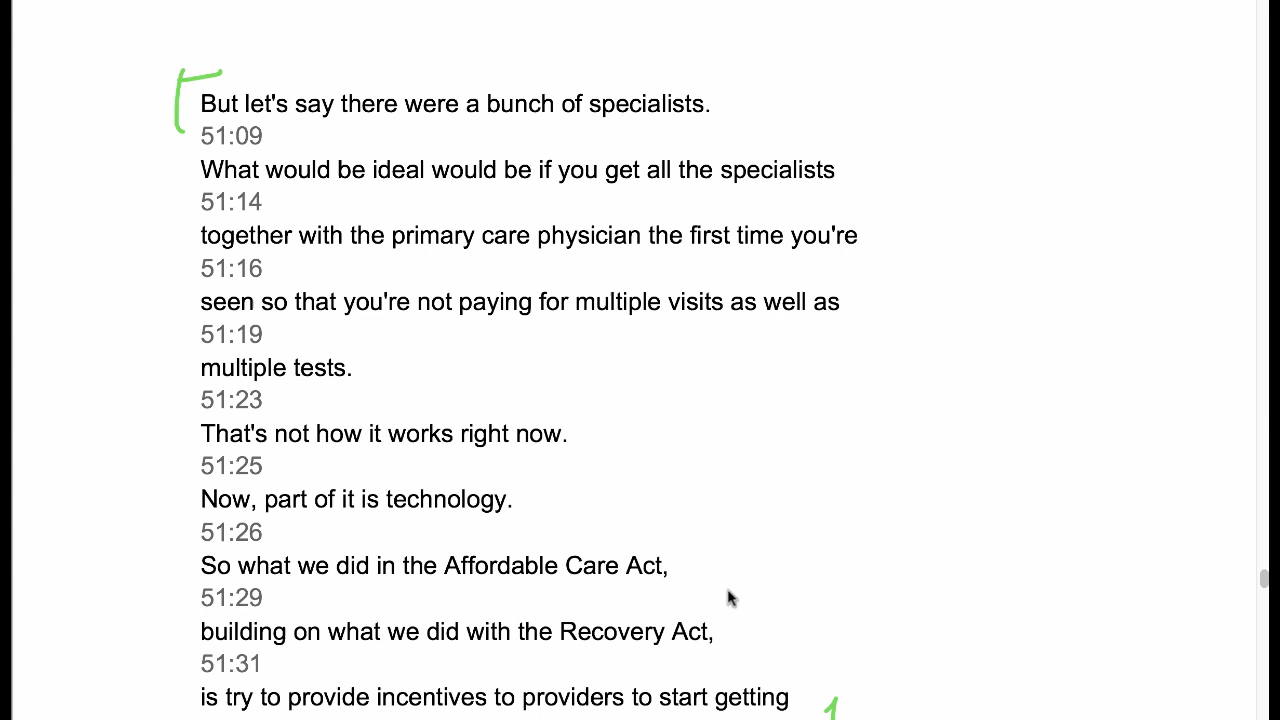 But let's say there were a bunch of specialists.
51:09
What would be ideal would be if you get all the specialists
51:14
together with the primary care physician the first time you're
51:16
seen so that you're not paying for multiple visits as well as
51:19
multiple tests.
51:23
That's not how it works right now.
51:25
Now, part of it is technology.
51:26
So what we did in the Affordable Care Act,
51:29
building on what we did with the Recovery Act,
51:31
is try to provide incentives to providers to start getting